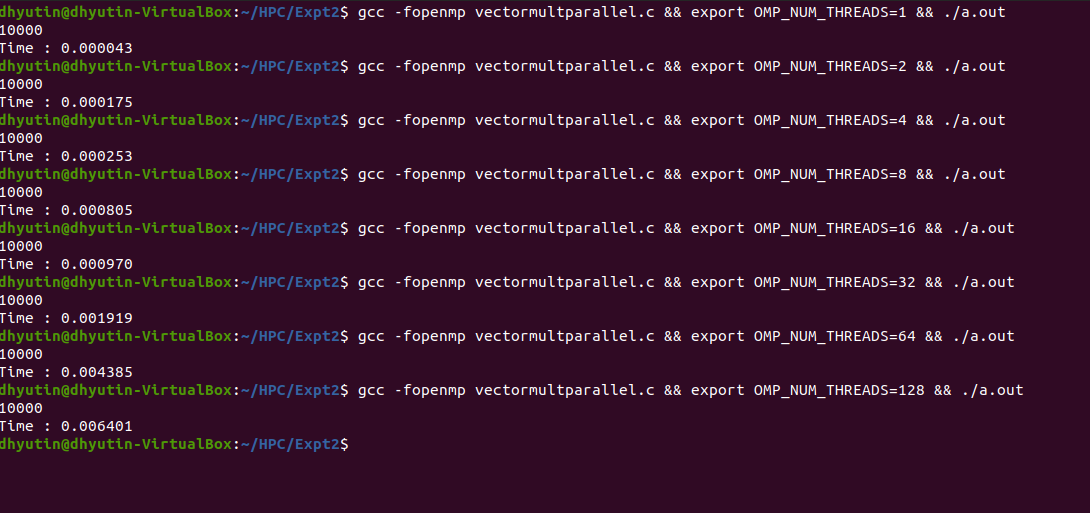 dhyutin@dhyutin-VirtualBox:~/HPC/Expt2$ gcc -fopenmp vectormultparallel.c && export OMP_NUM_THREADS=1 && ./a.out
10000
Time : 0.000043
dhyutin@dhyutin-VirtualBox:~/HPC/Expt2$ gcc -fopenmp vectormultparallel.c && export OMP_NUM_THREADS=2 && ./a.out
10000
Time : 0.000175
dhyutin@dhyutin-VirtualBox:~/HPC/Expt2$ gcc -fopenmp vectormultparallel.c && export OMP_NUM_THREADS=4 && ./a.out
10000
Time : 0.000253
dhyutin@dhyutin-VirtualBox:~/HPC/Expt2$ gcc -fopenmp vectormultparallel.c && export OMP_NUM_THREADS=8 && ./a.out
10000
Time : 0.000805
dhyutin@dhyutin-VirtualBox:~/HPC/Expt2$ gcc -fopenmp vectormultparallel.c && export OMP_NUM_THREADS=16 && ./a.out
10000
Time : 0.000970
dhyutin@dhyutin-VirtualBox:~/HPC/Expt2$ gcc -fopenmp vectormultparallel.c && export OMP_NUM_THREADS=32 && ./a.out
10000
Time : 0.001919
dhyutin@dhyutin-VirtualBox:~/HPC/Expt2$ gcc -fopenmp vectormultparallel.c && export OMP_NUM_THREADS=64 && ./a.out
10000
Time : 0.004385
dhyutin@dhyutin-VirtualBox:~/HPC/Expt2$ gcc -fopenmp vectormultparallel.c && export OMP_NUM_THREADS=128 && ./a.out
10000
Time : 0.006401
dhyutin@dhyutin-VirtualBox:~/HPC/Expt2$